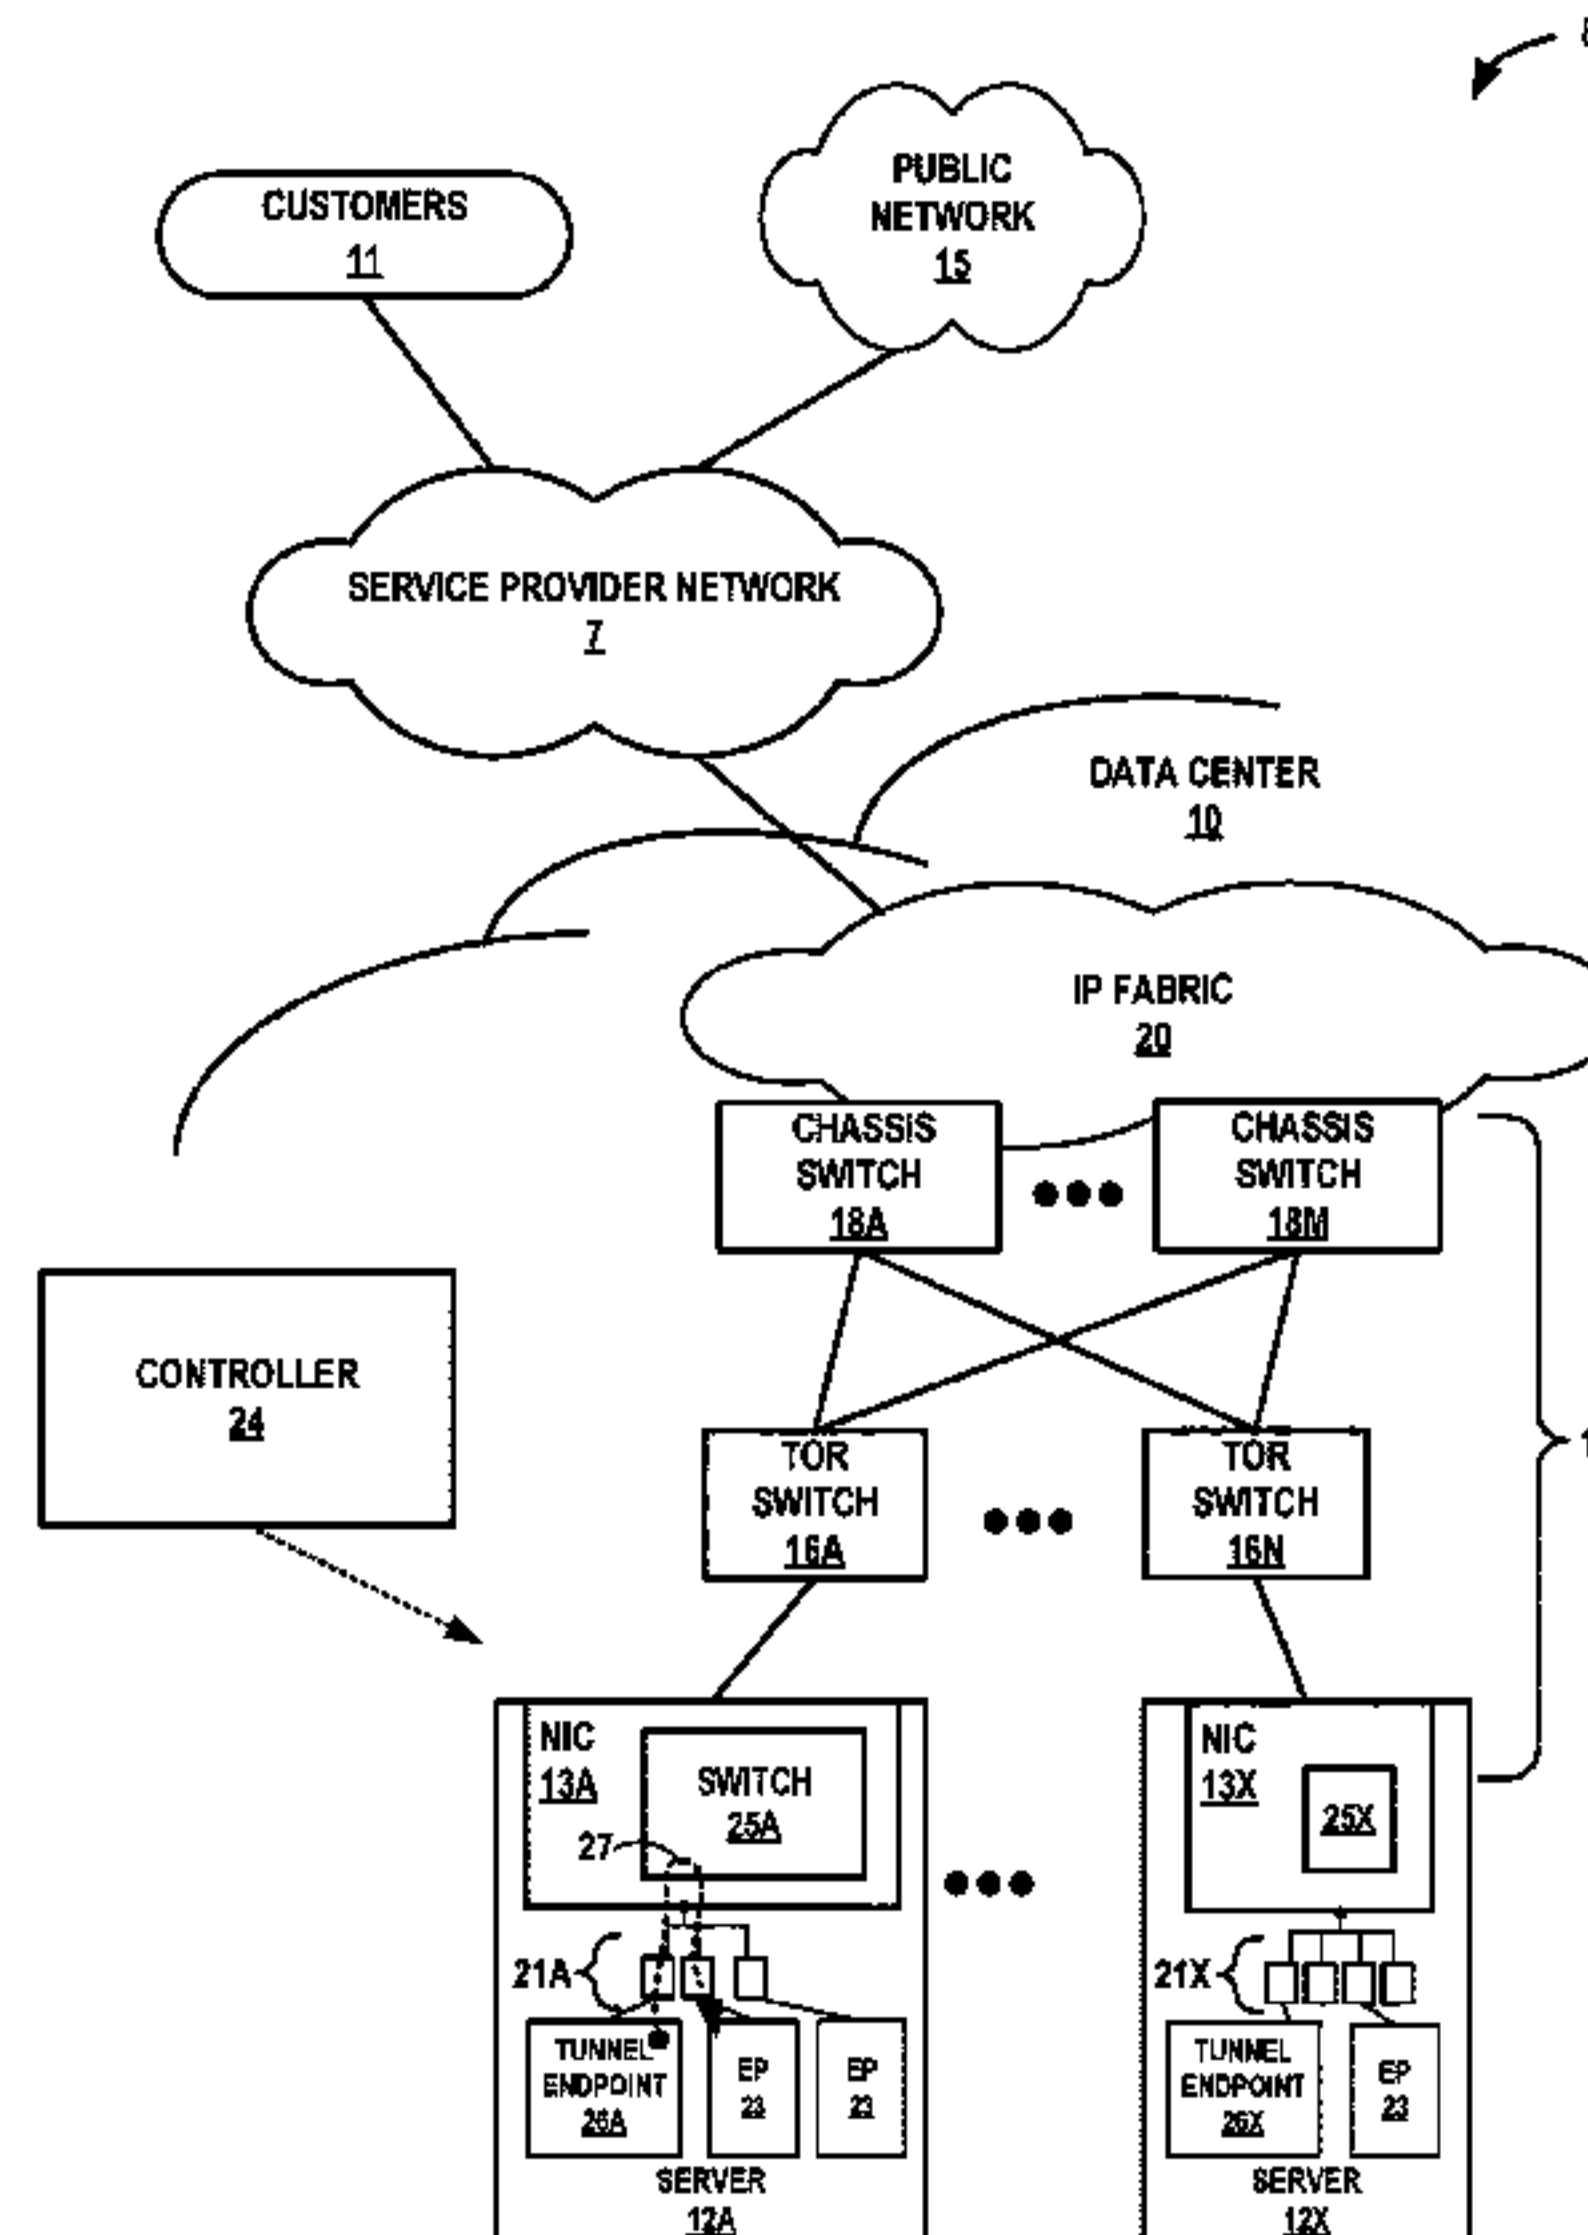 8
CUSTOMERS
11
PUBLIC
NETWORK
15
SERVICE PROVIDER NETWORK
7
DATA CENTER
10
IP FABRIC
20
CHASSIS
SWITCH
18A
CHASSIS
SWITCH
18M
CONTROLLER
24
TOR
SWITCH
16A
TOR
SWITCH
16N
1
NIC
13A
SWITCH
25A
27
NIC
13X
25X
21A
21X
TUNNEL
ENDPOINT
26A
EP
23
EP
23
TUNNEL
ENDPOINT
26X
EP
23
SERVER
12A
SERVER
12X